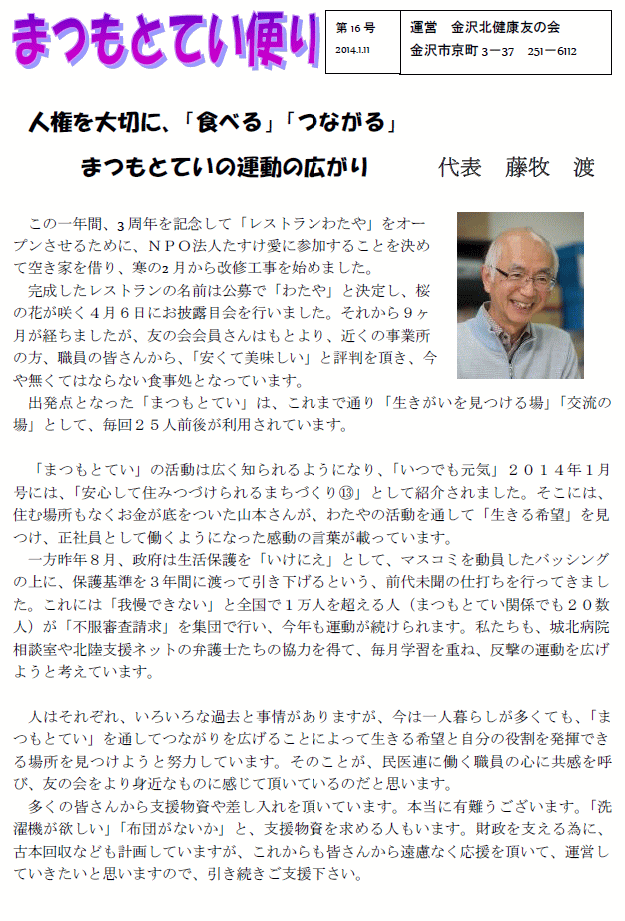 まつもとてい便り
第16号
2014.1.11
運営　金沢北健康友の会
金沢市京町3－37　251－6112
人権を大切に、「食べる」「つながる」
まつもとていの運動の広がり　　代表　藤牧　渡
この一年間、3周年を記念して「レストランわたや」をオー
プンさせるために、ＮＰＯ法人たすけ愛に参加することを決め
て空き家を借り、寒の2月から改修工事を始めました。
完成したレストランの名前は公募で「わたや」と決定し、桜
の花が咲く４月６日にお披露目会を行いました。それから９ヶ
月が経ちましたが、友の会会員さんはもとより、近くの事業所
の方、職員の皆さんから、「安くて美味しい」と評判を頂き、今
や無くてはならない食事処となっています。
出発点となった「まつもとてい」は、これまで通り「生きがいを見つける場」「交流の
場」として、毎回２５人前後が利用されています。
「まつもとてい」の活動は広く知られるようになり、「いつでも元気」２０１４年１月
号には、「安心して住みつづけられるまちづくり⑬」として紹介されました。そこには、
住む場所もなくお金が底をついた山本さんが、わたやの活動を通して「生きる希望」を見
つけ、正社員として働くようになった感動の言葉が載っています。
一方昨年８月、政府は生活保護を「いけにえ」として、マスコミを動員したバッシング
の上に、保護基準を３年間に渡って引き下げるという、前代未聞の仕打ちを行ってきまし
た。これには「我慢できない」と全国で１万人を超える人（まつもとてい関係でも２０数
人）が「不服審査請求」を集団で行い、今年も運動が続けられます。私たちも、城北病院
相談室や北陸支援ネットの弁護士たちの協力を得て、毎月学習を重ね、反撃の運動を広げ
ようと考えています。
人はそれぞれ、いろいろな過去と事情がありますが、今は一人暮らしが多くても、「ま
つもとてい」を通してつながりを広げることによって生きる希望と自分の役割を発揮でき
る場所を見つけようと努力しています。そのことが、民医連に働く職員の心に共感を呼
び、友の会をより身近なものに感じて頂いているのだと思います。
多くの皆さんから支援物資や差し入れを頂いています。本当に有難うございます。「洗
濯機が欲しい」「布団がないか」と、支援物資を求める人もいます。財政を支える為に、
古本回収なども計画していますが、これからも皆さんから遠慮なく応援を頂いて、運営し
ていきたいと思いますので、引き続きご支援下さい。